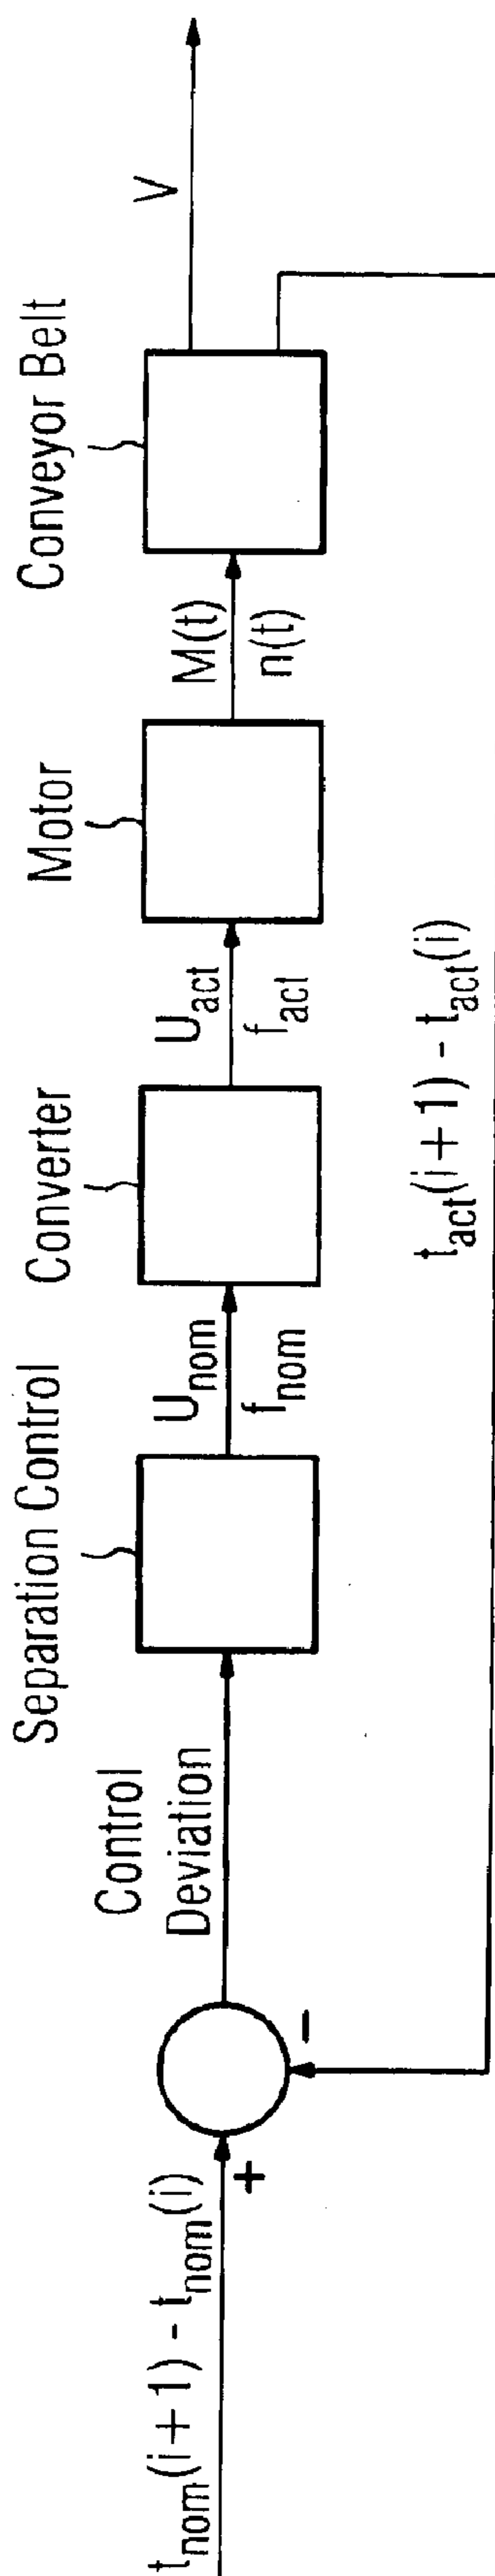 t_nom(i+1) - t_nom(i)
+
-
Control
Deviation
Separation Control
U_nom
f_nom
Converter
U_act
f_act
Motor
M(t)
n(t)
Conveyor Belt
V
t_act(i+1) - t_act(i)